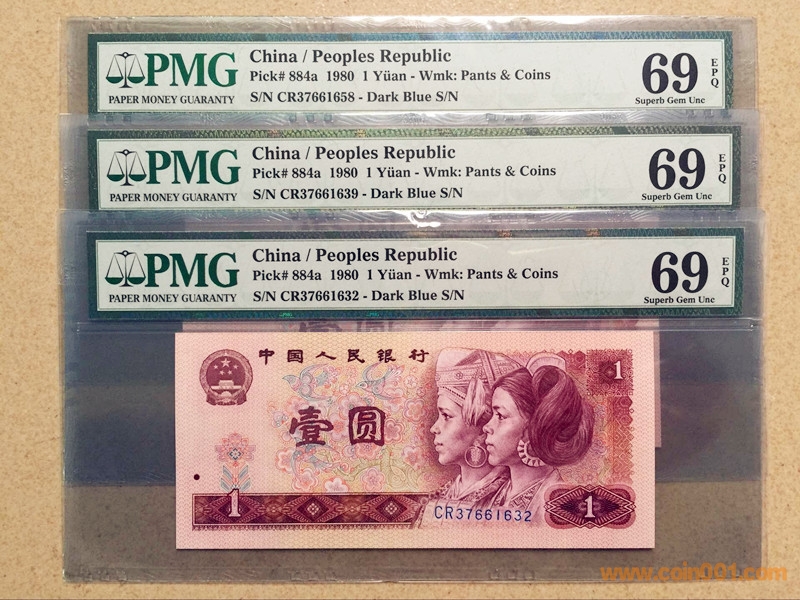 PMG
PAPER MONEY GUARANTY
China / Peoples Republic
Pick# 884a 1980 1 Yüan - Wmk: Pants & Coins
S/N CR37661658 - Dark Blue S/N
69
EPQ
Superb Gem Unc
PMG
PAPER MONEY GUARANTY
China / Peoples Republic
Pick# 884a 1980 1 Yüan - Wmk: Pants & Coins
S/N CR37661639 - Dark Blue S/N
69
EPQ
Superb Gem Unc
PMG
PAPER MONEY GUARANTY
China / Peoples Republic
Pick# 884a 1980 1 Yüan - Wmk: Pants & Coins
S/N CR37661632 - Dark Blue S/N
69
EPQ
Superb Gem Unc
壹圆
中国人民银行
1
壹圆
1
CR37661632
1
www.coin001.com